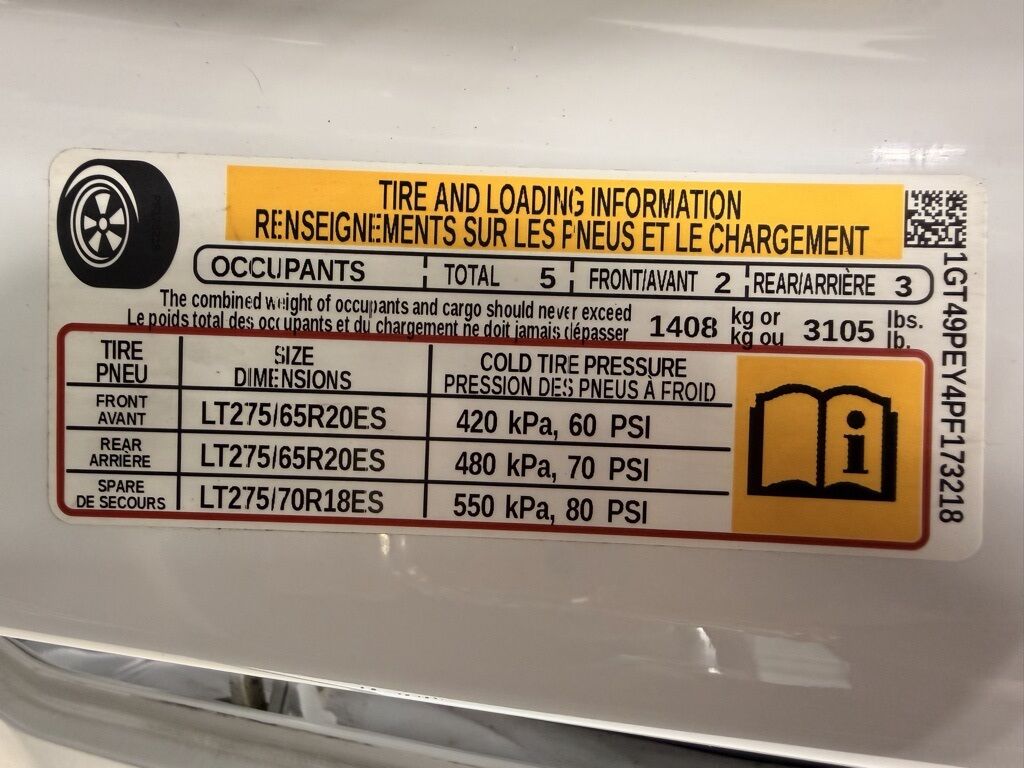 TIRE AND LOADING INFORMATION
RENSEIGNEMENTS SUR LES PNEUS ET LE CHARGEMENT
OCCUPANTS TOTAL 5 FRONT/AVANT 2 REAR/ARRIÈRE 3
The combined weight of occupants and cargo should never exceed 1408 kg or 3105 lbs.
Le poids total des occupants et du chargement ne doit jamais dépasser kg ou lb.
TIRE SIZE COLD TIRE PRESSURE
PNEU DIMENSIONS PRESSION DES PNEUS À FROID
FRONT
AVANT LT275/65R20ES 420 kPa, 60 PSI
REAR
ARRIÈRE LT275/65R20ES 480 kPa, 70 PSI
SPARE
DE SECOURS LT275/70R18ES 550 kPa, 80 PSI
1GT49PEY4PF173218